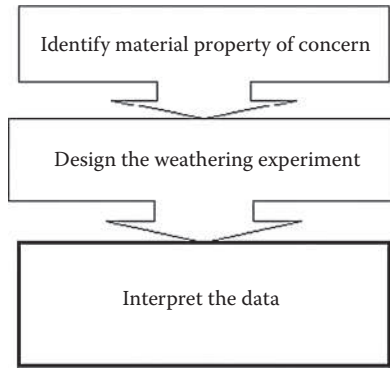 Identify material property of concern
Design the weathering experiment
Interpret the data